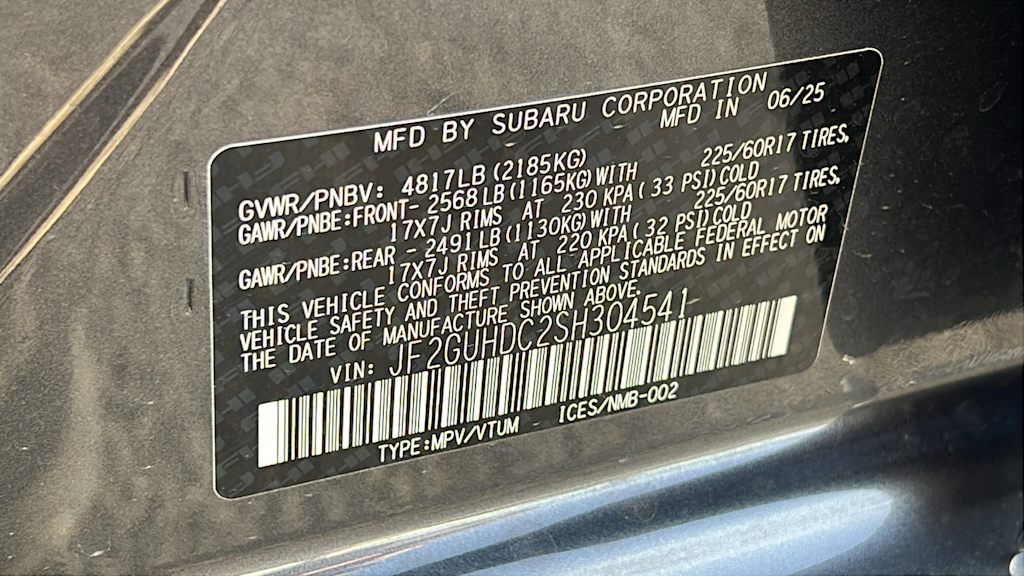 MFD BY SUBARU CORPORATION
MFD IN 06/25
GVWR/PNBV: 4817LB (2185KG)
GAWR/PNBE:FRONT- 2568 LB (1165KG) WITH 225/60R17 TIRES,
17X7J RIMS AT 230 KPA ( 33 PSI) COLD
GAWR/PNBE:REAR - 2491 LB (1130KG) WITH 225/60R17 TIRES,
17X7J RIMS AT 220 KPA ( 32 PSI) COLD
THIS VEHICLE CONFORMS TO ALL APPLICABLE FEDERAL MOTOR
VEHICLE SAFETY AND THEFT PREVENTION STANDARDS IN EFFECT ON
THE DATE OF MANUFACTURE SHOWN ABOVE.
VIN: JF2GUHDC2SH304541
TYPE:MPV/VTUM ICES/NMB-002